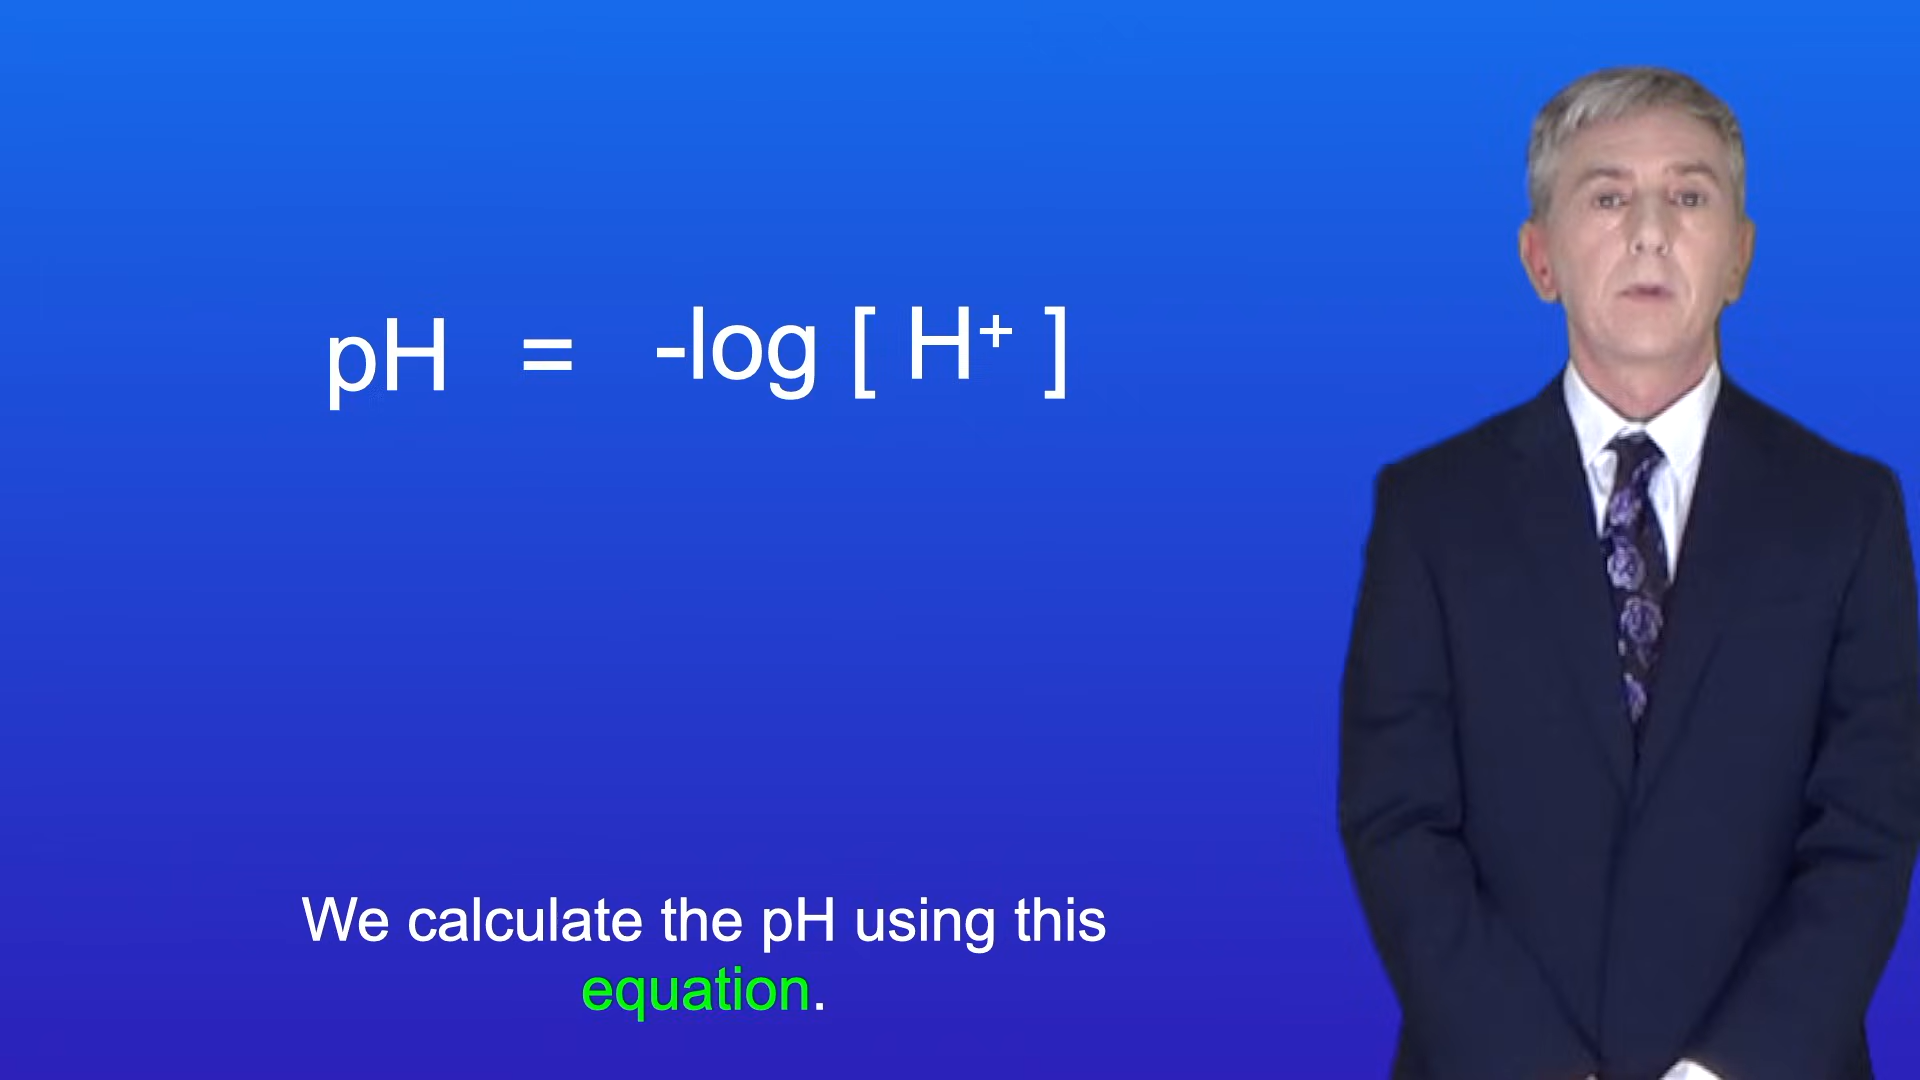 pH = -log [ H⁺ ]
We calculate the pH using this
equation.